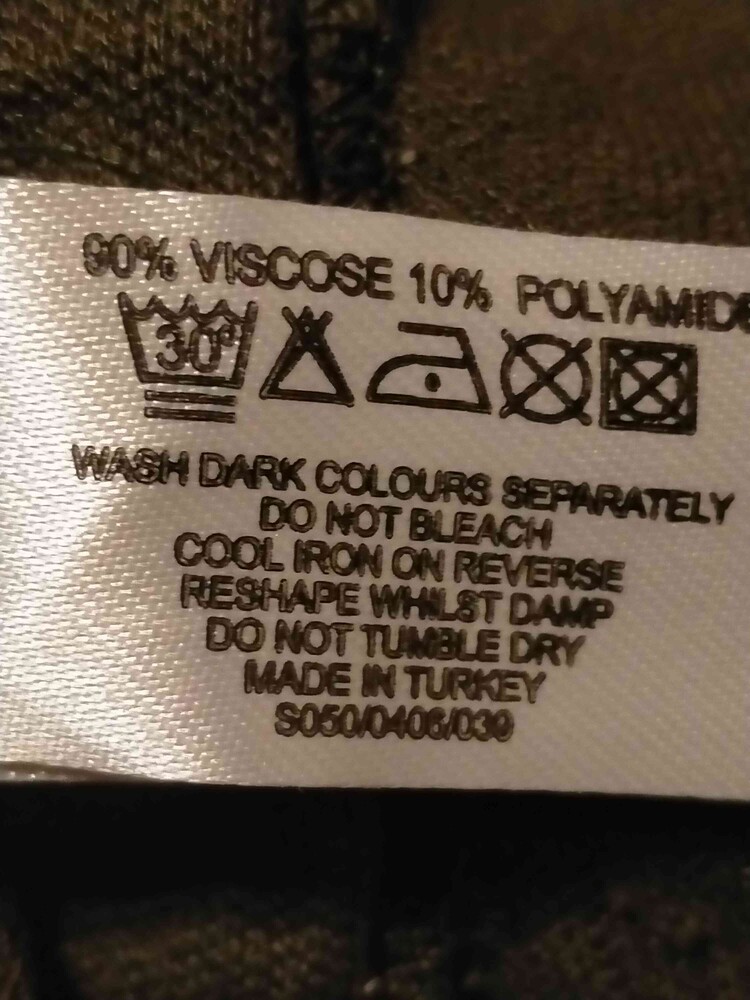 90% VISCOSE 10% POLYAMIDE
30°
WASH DARK COLOURS SEPARATELY
DO NOT BLEACH
COOL IRON ON REVERSE
RESHAPE WHILST DAMP
DO NOT TUMBLE DRY
MADE IN TURKEY
S050/0406/039